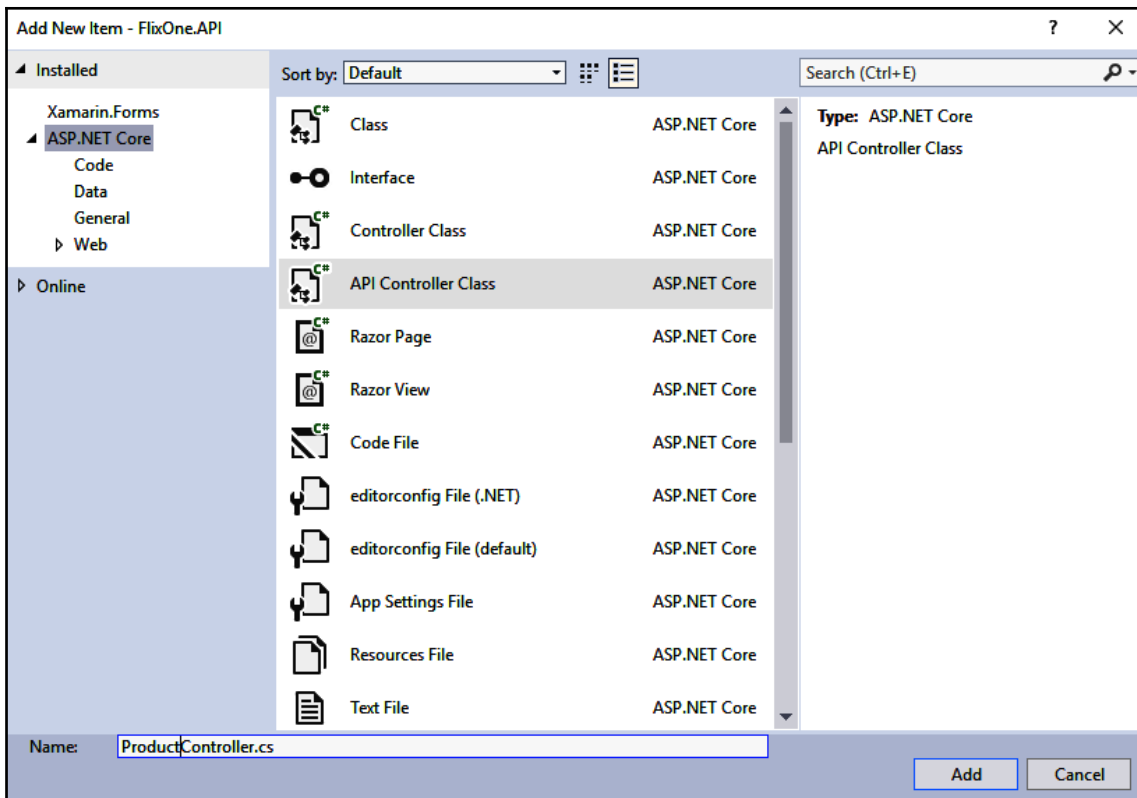 Add New Item - FlixOne.API
?
Installed
Xamarin.Forms
ASP.NET Core
Code
Data
General
Web
Online
Sort by: Default
C# Class ASP.NET Core
Interface ASP.NET Core
C# Controller Class ASP.NET Core
C# API Controller Class ASP.NET Core
C# @ Razor Page ASP.NET Core
C# @ Razor View ASP.NET Core
C# Code File ASP.NET Core
editorconfig File (.NET) ASP.NET Core
editorconfig File (default) ASP.NET Core
App Settings File ASP.NET Core
Resources File ASP.NET Core
Text File ASP.NET Core
Search (Ctrl+E)
Type: ASP.NET Core
API Controller Class
Name: ProductController.cs
Add Cancel